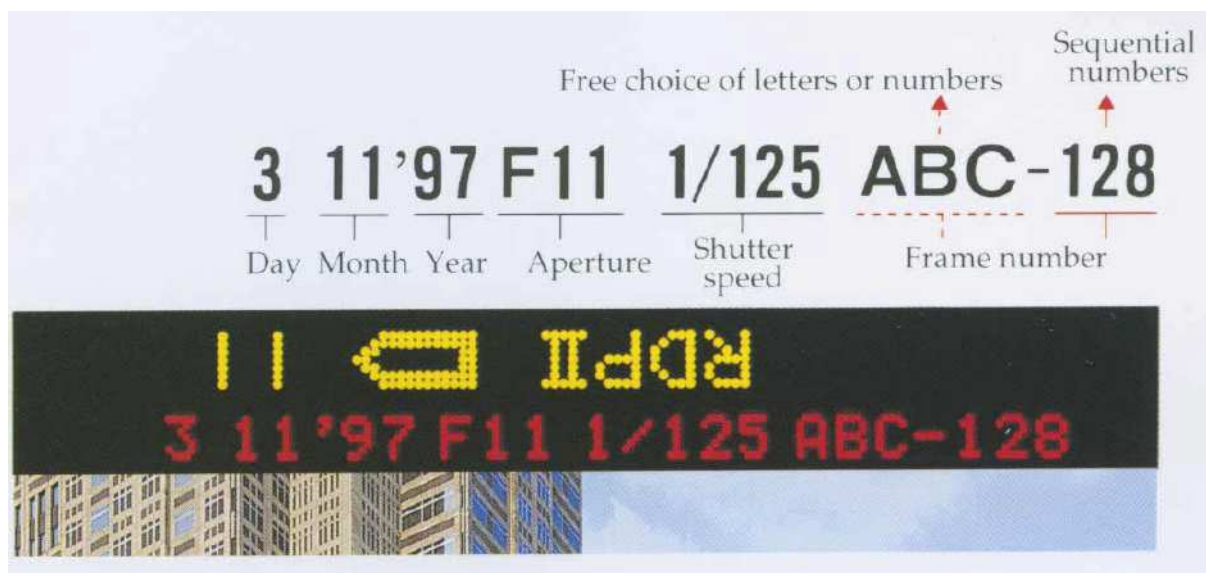 Sequential
numbers
Free choice of letters or numbers
3 11'97 F11 1/125 ABC-128
Day Month Year Aperture Shutter speed Frame number
RDPII 11
3 11'97 F11 1/125 ABC-128